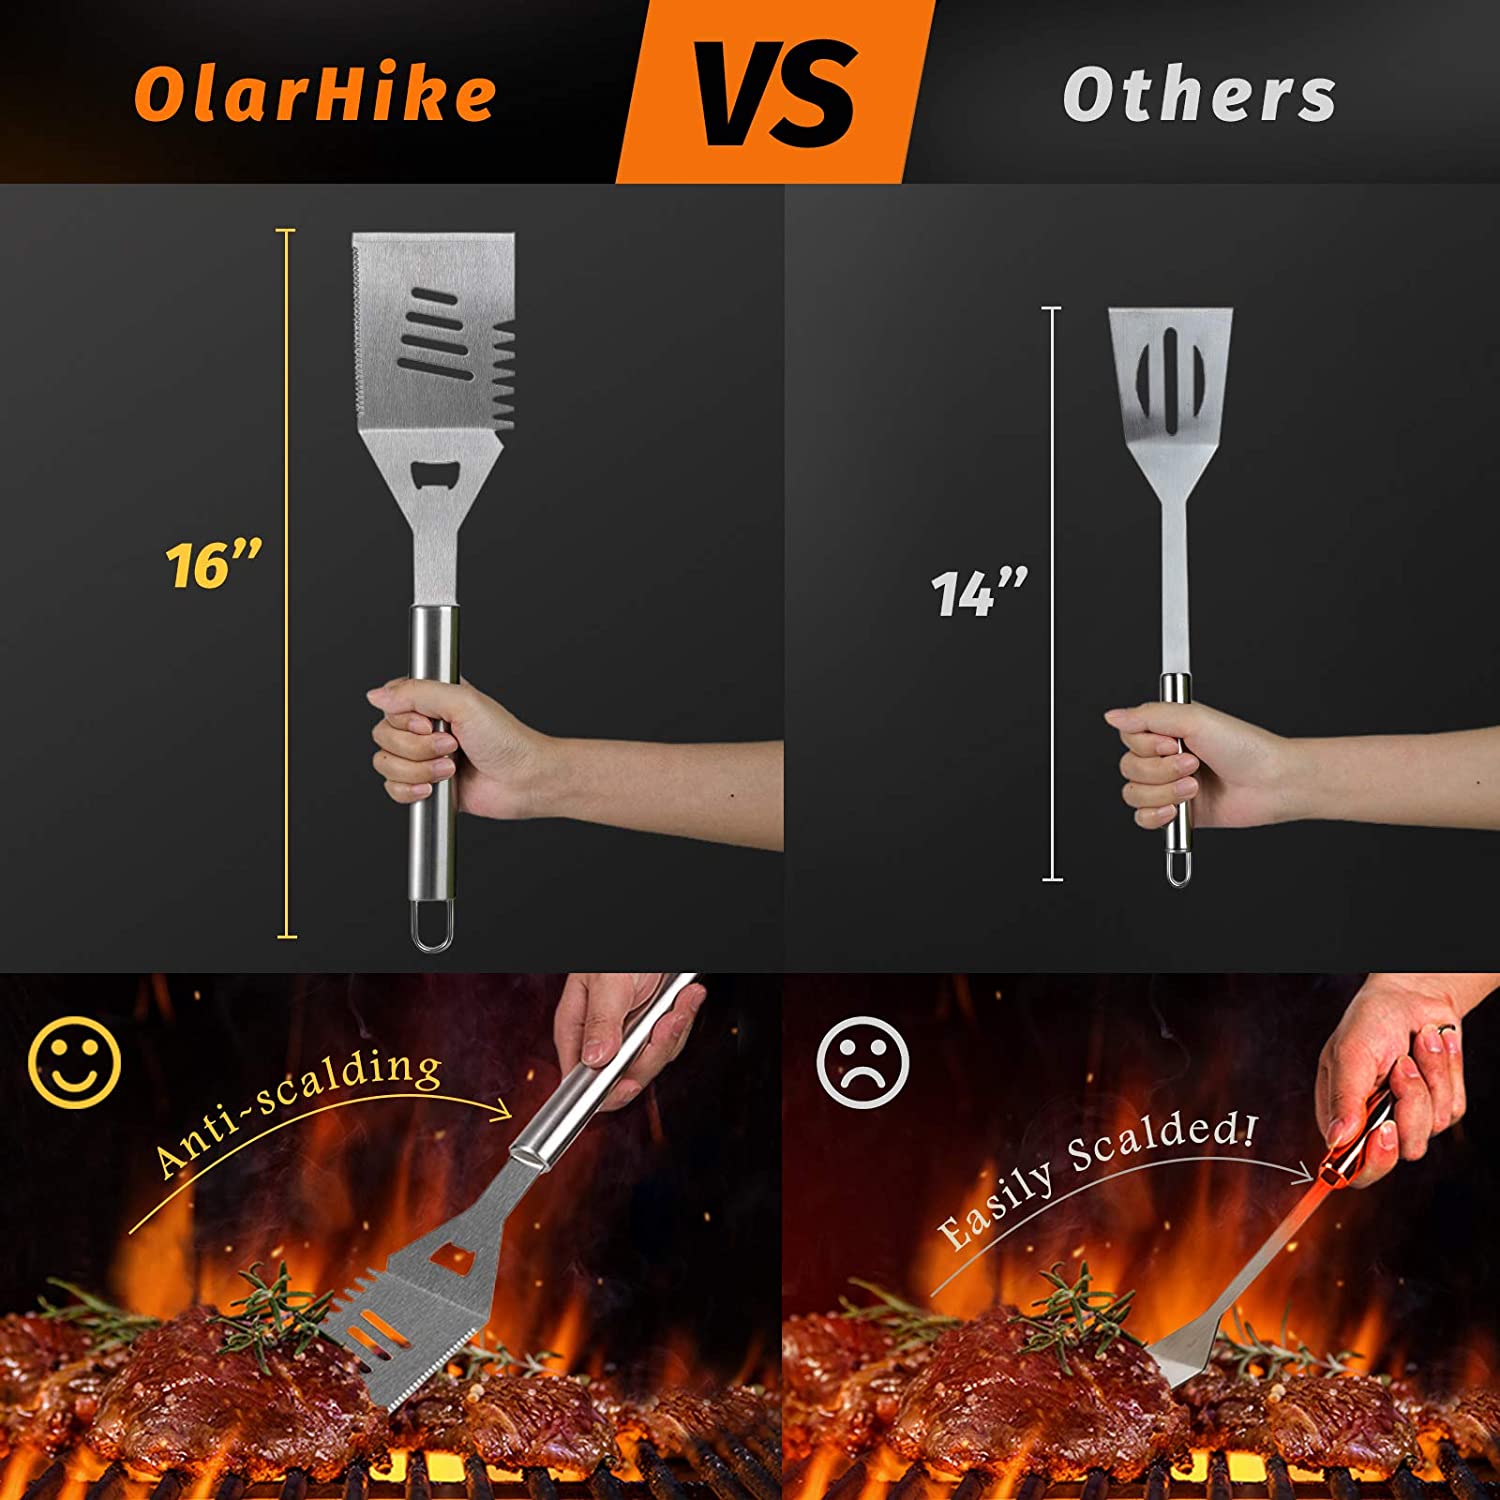 OlarHike VS Others
16”
14”
Anti-scalding
Easily Scalded!